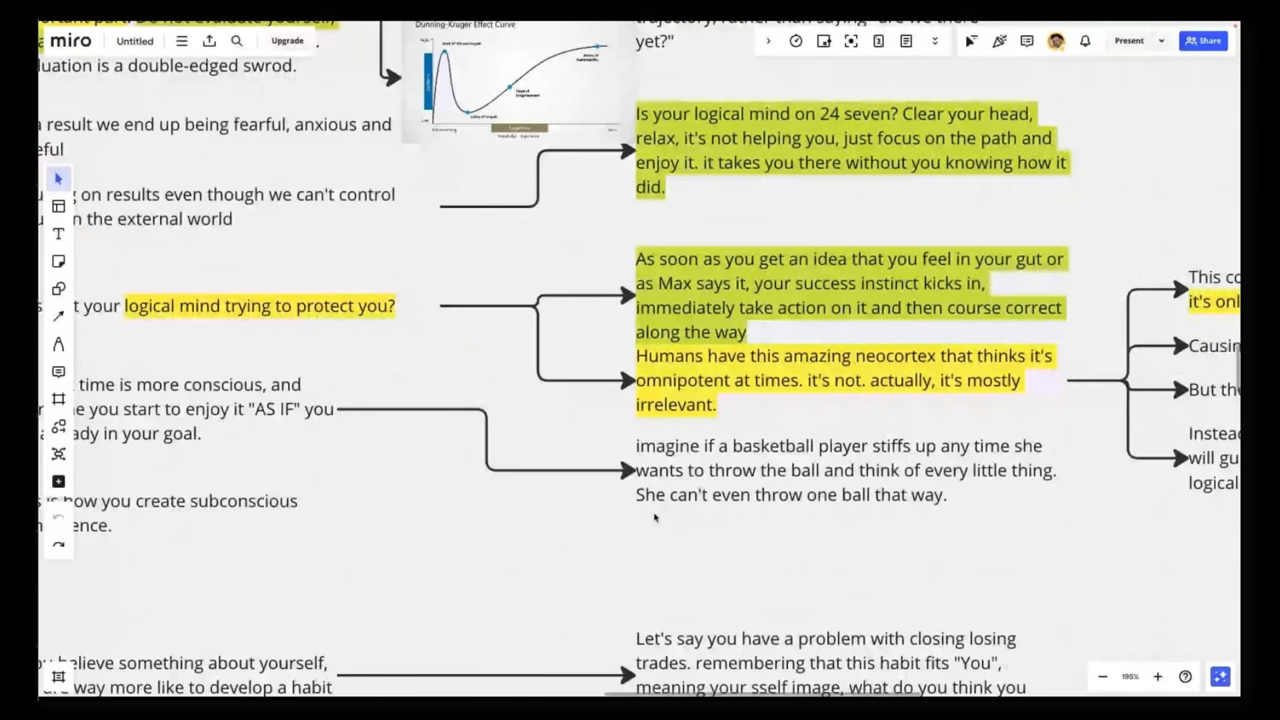 miro
Untitled
Upgrade
Present
Share
Dunning-Kruger Effect Curve
yet?"
luation is a double-edged swrod.
a result we end up being fearful, anxious and
eful
on results even though we can't control
n the external world
t your logical mind trying to protect you?
time is more conscious, and
e you start to enjoy it "AS IF" you
ady in your goal.
is how you create subconscious
ence.
believe something about yourself,
way more like to develop a habit
Is your logical mind on 24 seven? Clear your head,
relax, it's not helping you, just focus on the path and
enjoy it. it takes you there without you knowing how it
did.
As soon as you get an idea that you feel in your gut or
as Max says it, your success instinct kicks in,
immediately take action on it and then course correct
along the way
Humans have this amazing neocortex that thinks it's
omnipotent at times. it's not. actually, it's mostly
irrelevant.
imagine if a basketball player stiffs up any time she
wants to throw the ball and think of every little thing.
She can't even throw one ball that way.
Let's say you have a problem with closing losing
trades. remembering that this habit fits "You",
meaning your sself image, what do you think you
This co
it's onl
Causin
But the
Instead
will gu
logical
196%